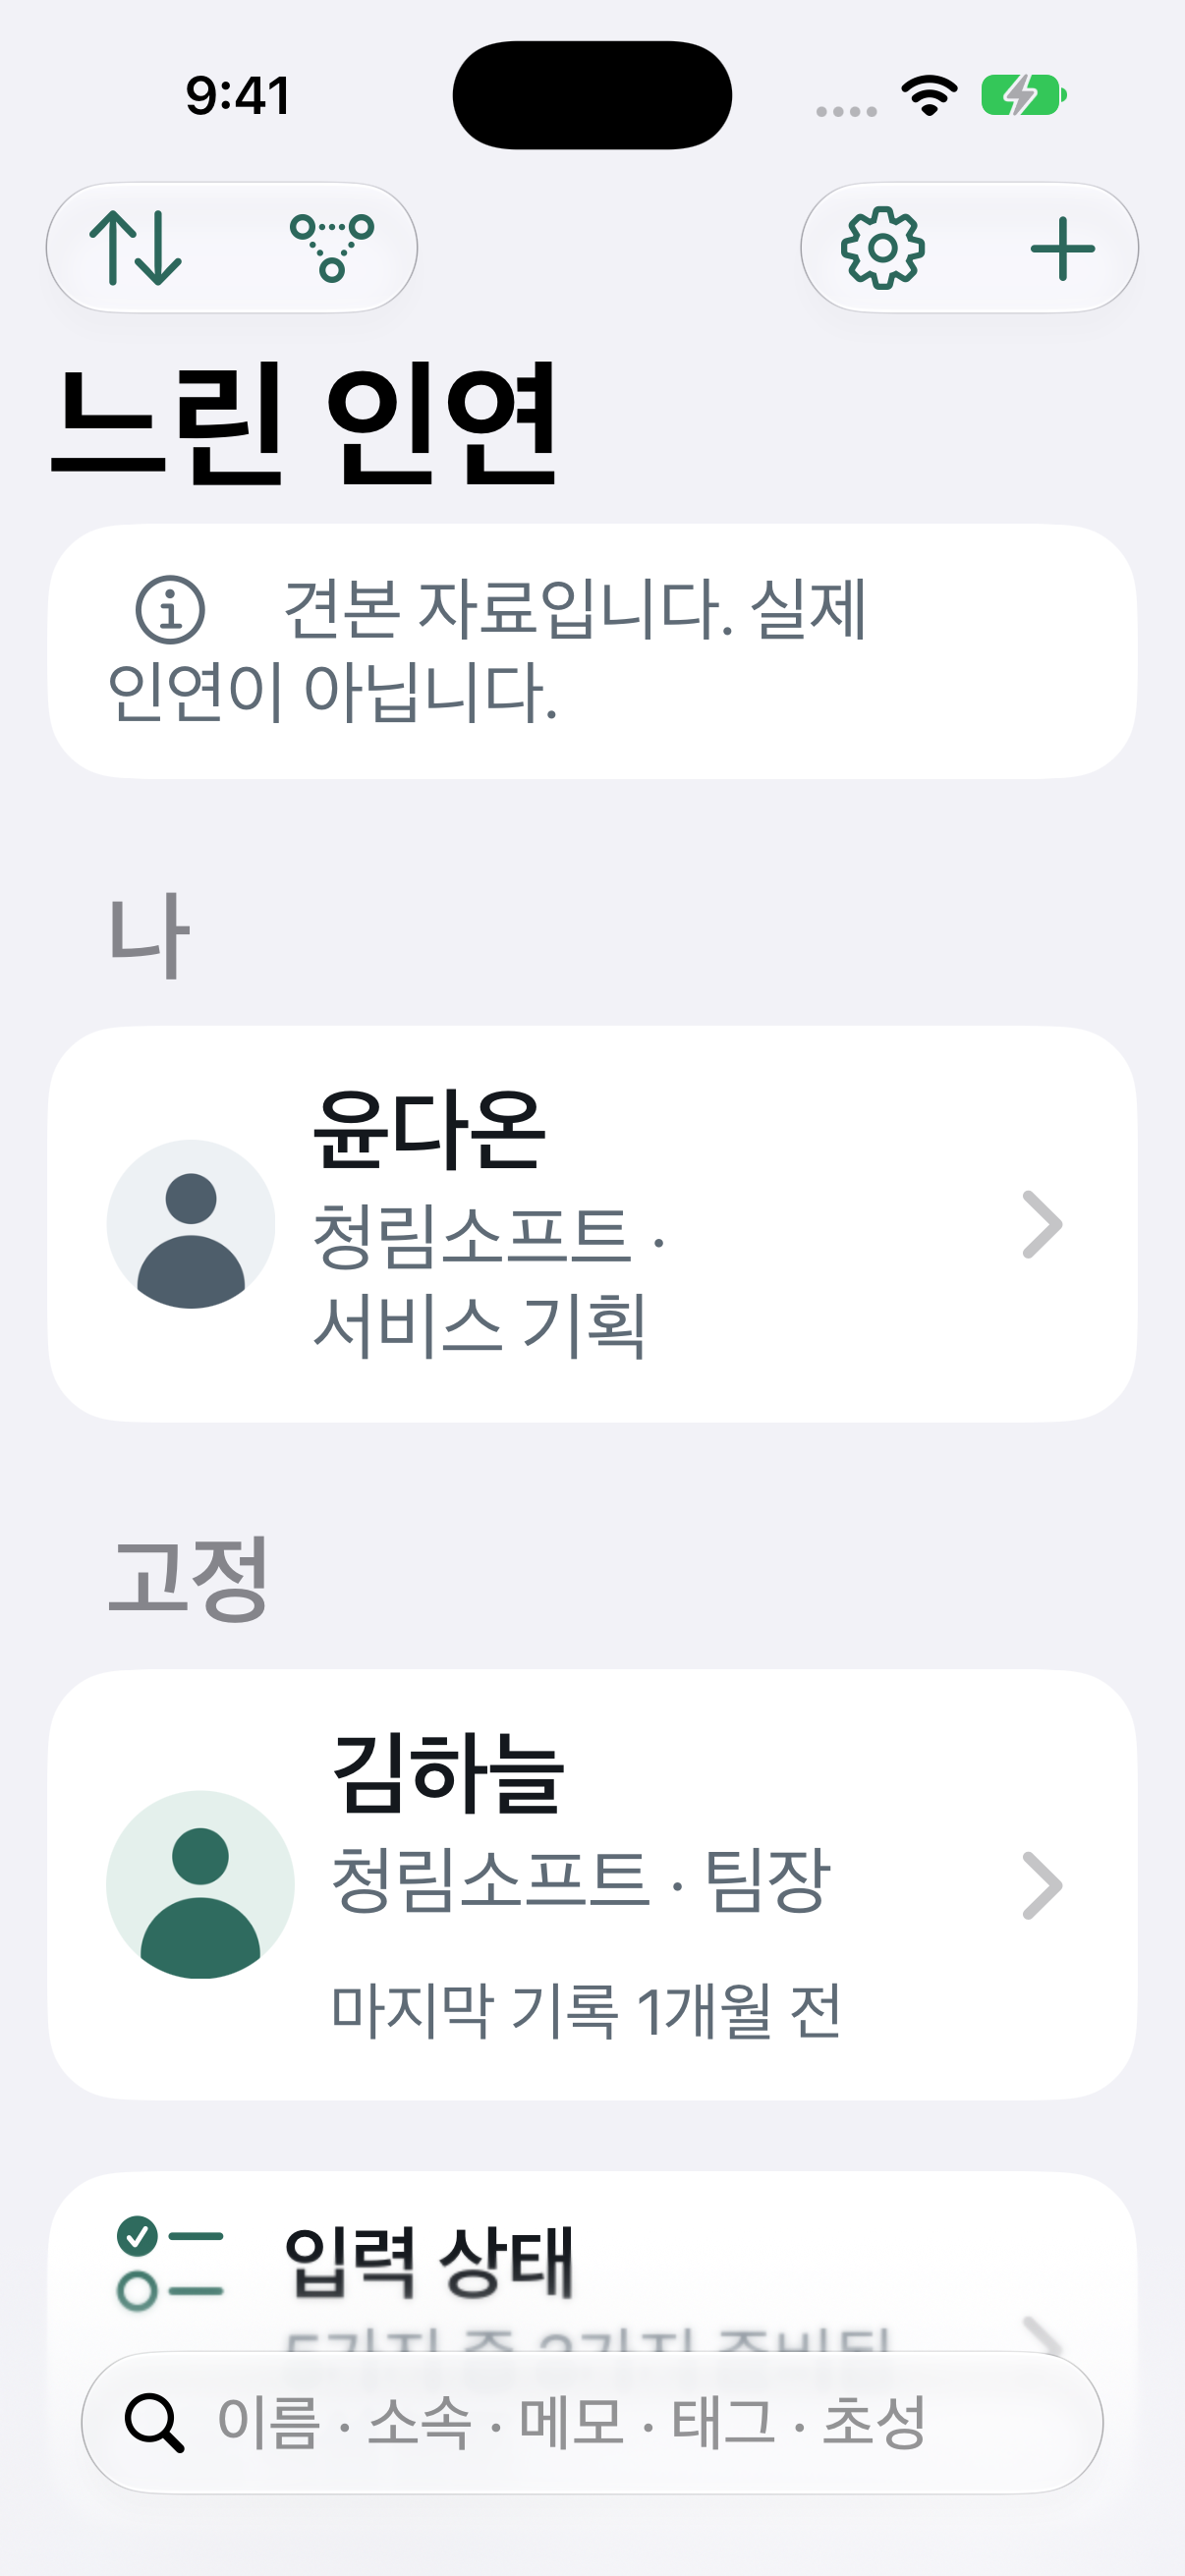 9:41
느린 인연
견본 자료입니다. 실제
인연이 아닙니다.
나
윤다온
청림소프트 ·
서비스 기획
고정
김하늘
청림소프트 · 팀장
마지막 기록 1개월 전
입력 상태
이름 · 소속 · 메모 · 태그 · 초성